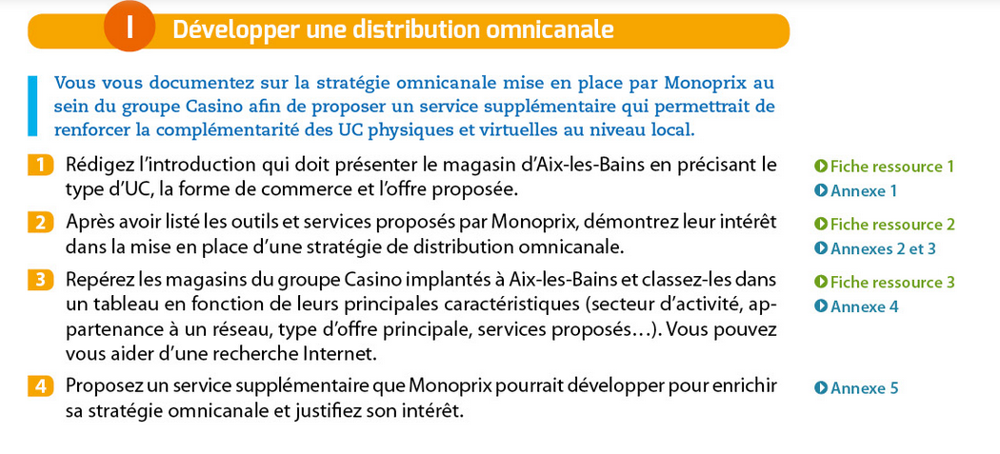 I Développer une distribution omnicanale
Vous vous documentez sur la stratégie omnicanale mise en place par Monoprix au
sein du groupe Casino afin de proposer un service supplémentaire qui permettrait de
renforcer la complémentarité des UC physiques et virtuelles au niveau local.
1 Rédigez l’introduction qui doit présenter le magasin d’Aix-les-Bains en précisant le
type d’UC, la forme de commerce et l’offre proposée.
Fiche ressource 1
Annexe 1
2 Après avoir listé les outils et services proposés par Monoprix, démontrez leur intérêt
dans la mise en place d’une stratégie de distribution omnicanale.
Fiche ressource 2
Annexes 2 et 3
3 Repérez les magasins du groupe Casino implantés à Aix-les-Bains et classez-les dans
un tableau en fonction de leurs principales caractéristiques (secteur d’activité, ap-
partenance à un réseau, type d’offre principale, services proposés…). Vous pouvez
vous aider d’une recherche Internet.
Fiche ressource 3
Annexe 4
4 Proposez un service supplémentaire que Monoprix pourrait développer pour enrichir
sa stratégie omnicanale et justifiez son intérêt.
Annexe 5